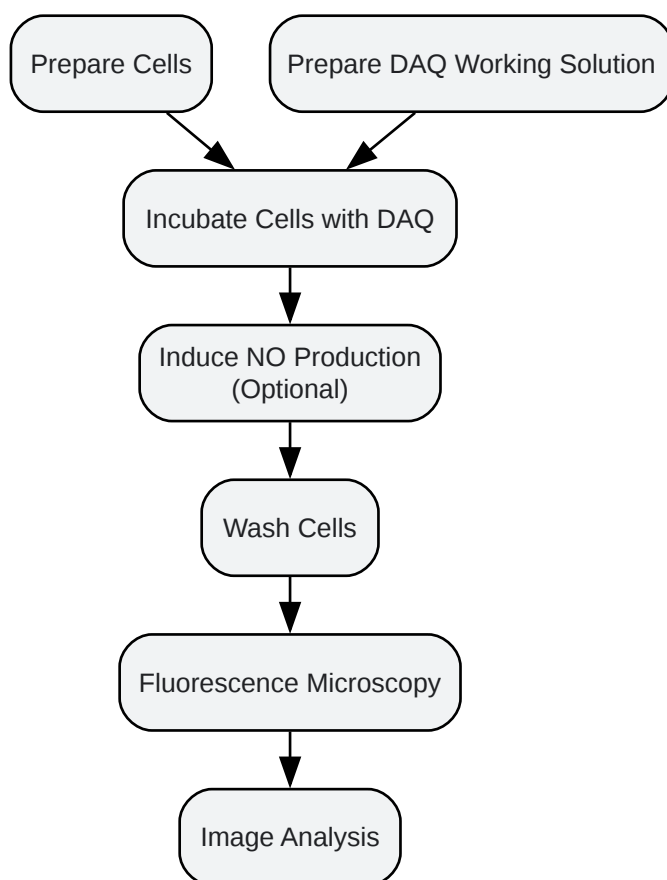 Prepare Cells
Prepare DAQ Working Solution
Incubate Cells with DAQ
Induce NO Production
(Optional)
Wash Cells
Fluorescence Microscopy
Image Analysis